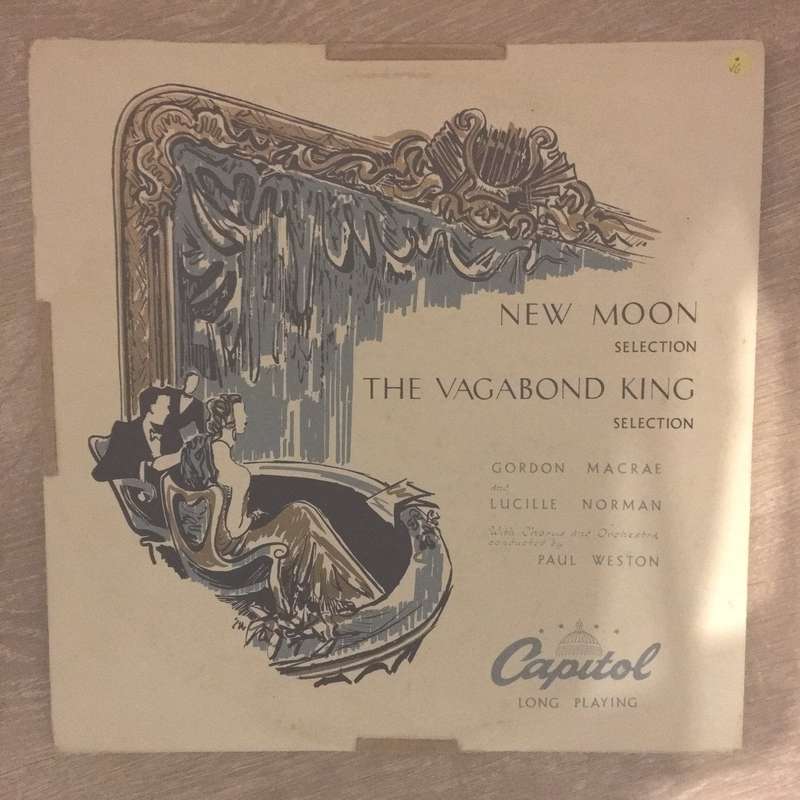 VG
NEW MOON
SELECTION
THE VAGABOND KING
SELECTION
GORDON MACRAE
and
LUCILLE NORMAN
With Chorus and Orchestra
conducted by
PAUL WESTON
Capitol
LONG PLAYING